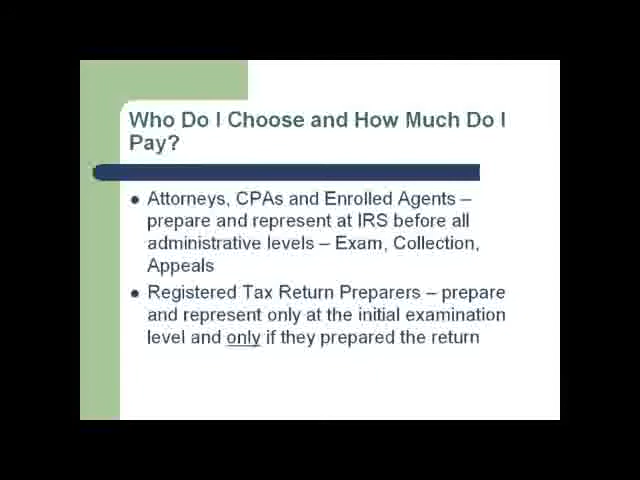 Who Do I Choose and How Much Do I
Pay?
Attorneys, CPAs and Enrolled Agents –
prepare and represent at IRS before all
administrative levels – Exam, Collection,
Appeals
Registered Tax Return Preparers – prepare
and represent only at the initial examination
level and only if they prepared the return